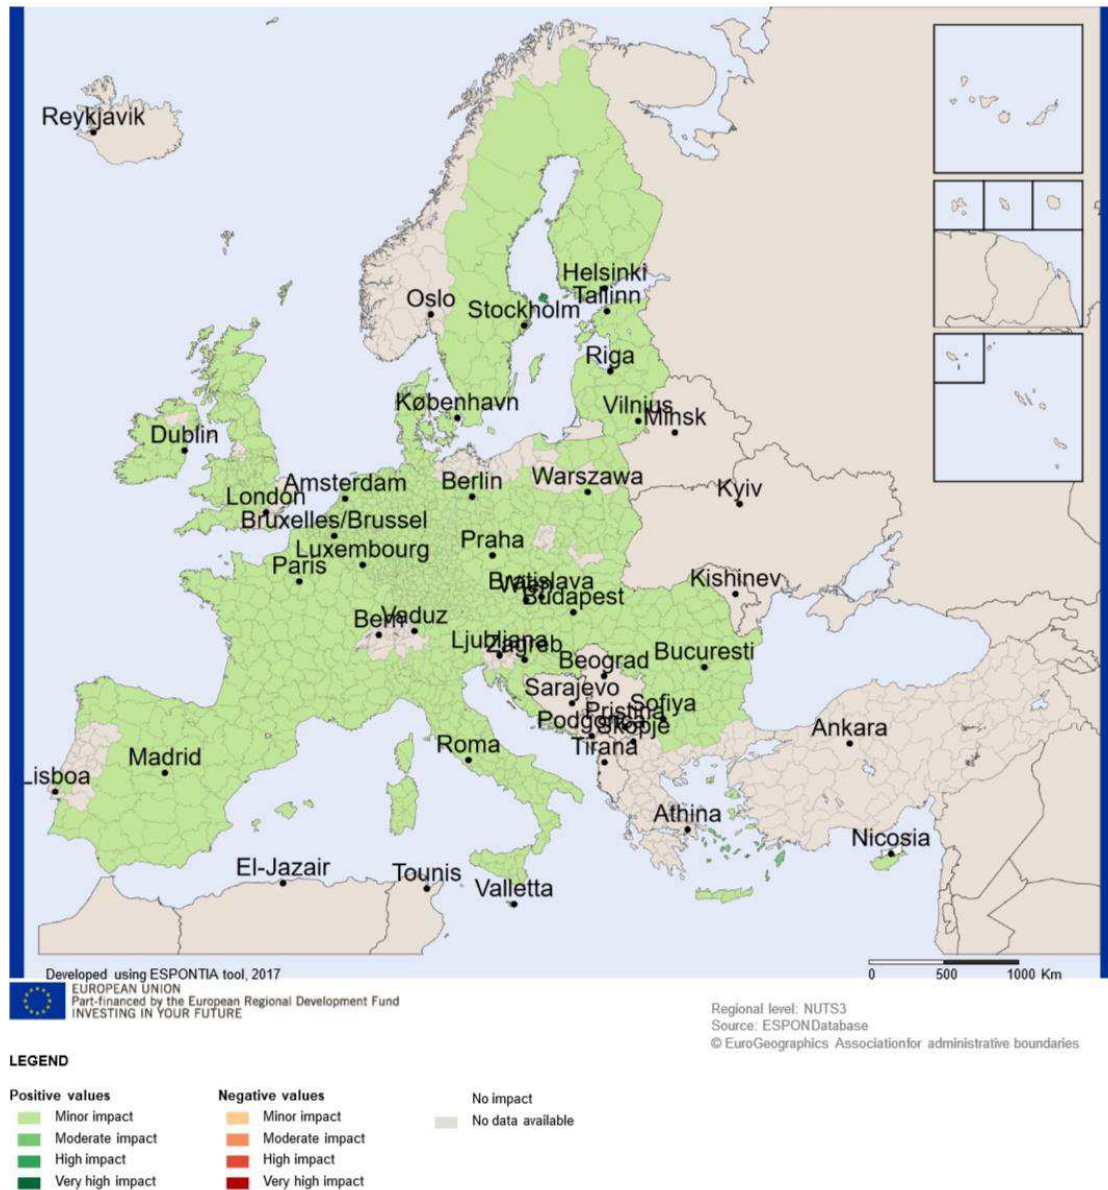 Reykjavik
Helsinki
Tallinn
Oslo
Stockholm
Riga
København
Vilnius
Minsk
Dublin
Amsterdam
Berlin
Warszawa
London
Kyiv
Bruxelles/Brussel
Praha
Luxembourg
Paris
Bratislava
Wien
Kishinev
Budapest
Vaduz
Bern
Ljubljana
Zagreb
Beograd
Bucuresti
Sarajevo
Sofiya
Pristina
Podgorica
Skopje
Ankara
Roma
Tirana
Madrid
Lisboa
Athina
Nicosia
El-Jazair
Tounis
Valletta
Developed using ESPONTIA tool, 2017
0 500 1000 Km
EUROPEAN UNION
Part-financed by the European Regional Development Fund
INVESTING IN YOUR FUTURE
Regional level: NUTS3
Source: ESPONDatabase
© EuroGeographics Associationfor administrative boundaries
LEGEND
Positive values
Minor impact
Moderate impact
High impact
Very high impact
Negative values
Minor impact
Moderate impact
High impact
Very high impact
No impact
No data available